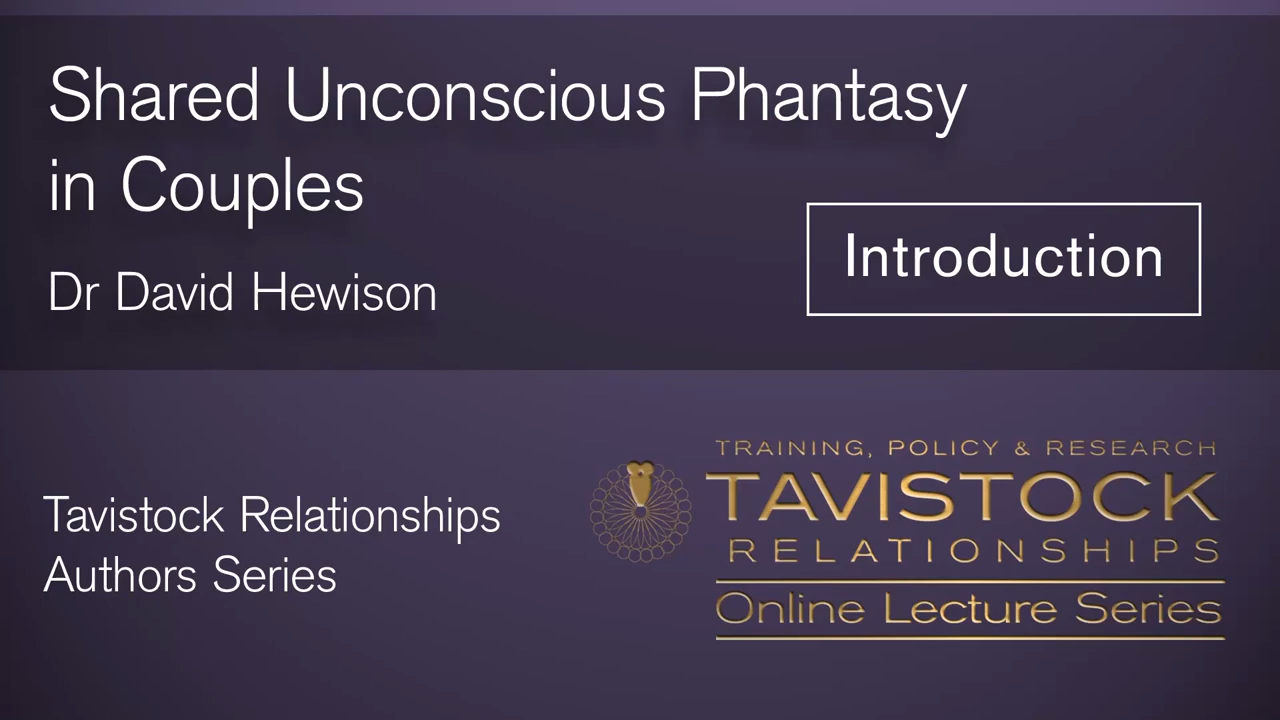 Shared Unconscious Phantasy
in Couples
Dr David Hewison
Introduction
Tavistock Relationships
Authors Series
TRAINING, POLICY & RESEARCH
TAVISTOCK
RELATIONSHIPS
Online Lecture Series